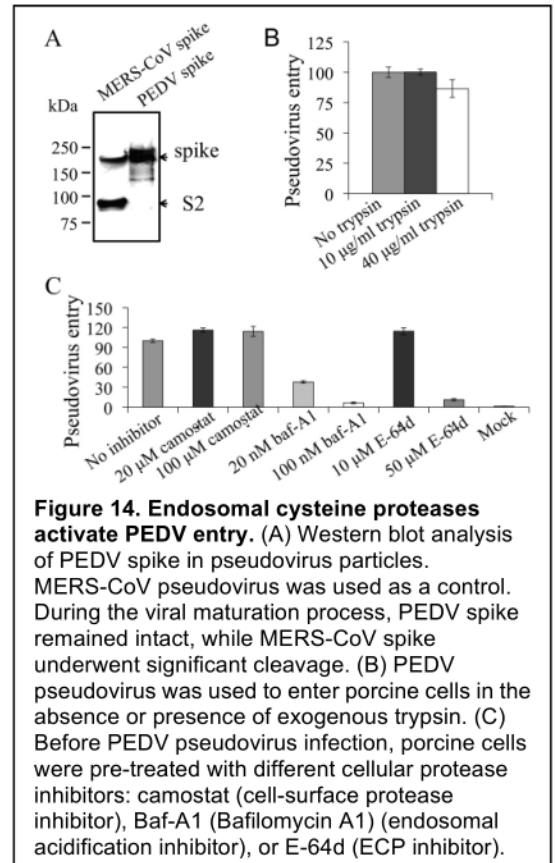 A
MERS-CoV spike
PEDV spike
kDa
250
150
100
75
spike
S2
B
Pseudovirus entry
125
100
75
50
25
0
No trypsin
10 µg/ml trypsin
40 µg/ml trypsin
C
Pseudovirus entry
150
120
90
60
30
0
No inhibitor
20 µM camostat
100 µM camostat
20 nM baf-A1
100 nM baf-A1
10 µM E-64d
50 µM E-64d
Mock
Figure 14. Endosomal cysteine proteases
activate PEDV entry. (A) Western blot analysis
of PEDV spike in pseudovirus particles.
MERS-CoV pseudovirus was used as a control.
During the viral maturation process, PEDV spike
remained intact, while MERS-CoV spike
underwent significant cleavage. (B) PEDV
pseudovirus was used to enter porcine cells in the
absence or presence of exogenous trypsin. (C)
Before PEDV pseudovirus infection, porcine cells
were pre-treated with different cellular protease
inhibitors: camostat (cell-surface protease
inhibitor), Baf-A1 (Bafilomycin A1) (endosomal
acidification inhibitor), or E-64d (ECP inhibitor).